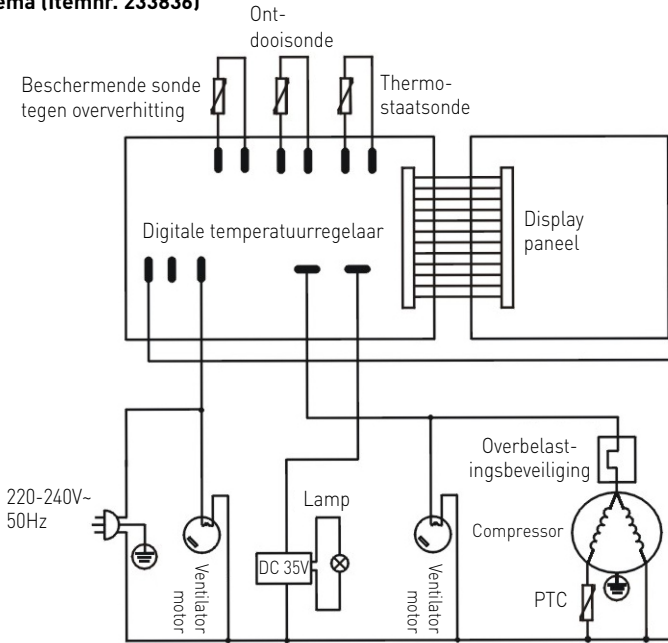 ema (Itemnr. 233836)
Ont-
dooisonde
Beschermende sonde
tegen oververhitting
Thermo-
staatsonde
Digitale temperatuurregelaar
Display
paneel
220-240V~
50Hz
Ventilator
motor
DC 35V
Lamp
Ventilator
motor
Overbelast-
ingsbeveiliging
Compressor
PTC